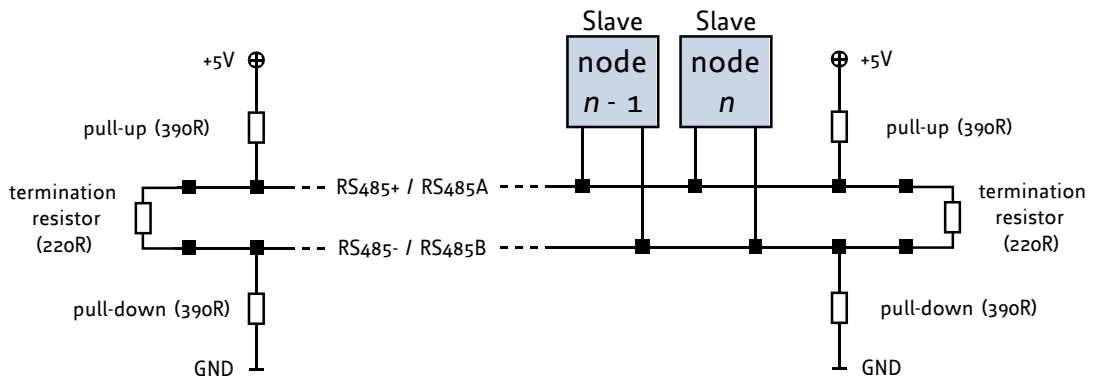 Slave
Slave
node
n - 1
node
n
+5V
+5V
pull-up (390R)
pull-up (390R)
termination
resistor
(220R)
RS485+ / RS485A
termination
resistor
(220R)
RS485- / RS485B
pull-down (390R)
pull-down (390R)
GND
GND